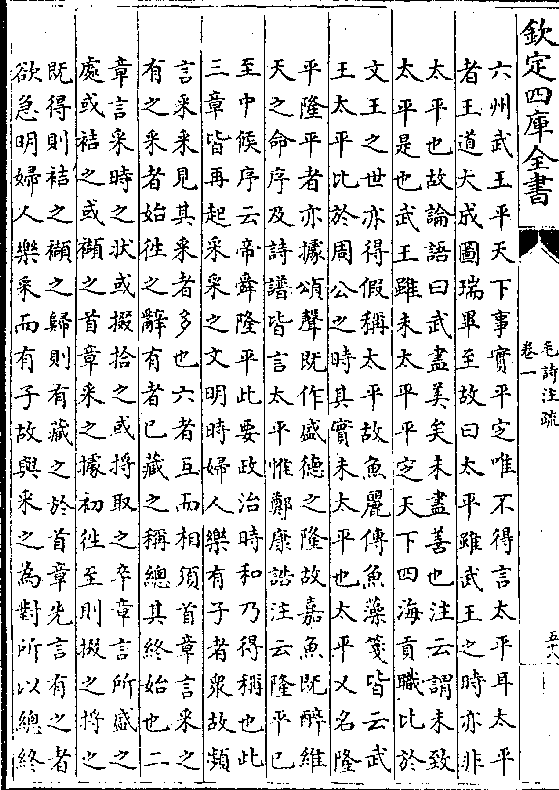 欽定四庫全書
毛詩注疏
卷一
五十八
六州武王平天下事實平定唯不得言太平耳太平
者王道大成圖瑞畢至故曰太平雖武王之時亦非
太平也故論語曰武盡美矣未盡善也注云謂未致
太平是也武王雖未太平平定天下四海貢職比於
文王之世亦得假稱太平故魚麗傳魚藻箋皆云武
王太平比於周公之時其實未太平也太平又名隆
平隆平者亦據頌聲既作盛德之隆故嘉魚既醉維
天之命序及詩譜皆言太平惟鄭康誥注云隆平已
至中候序云帝舜隆平此要政治時和乃得稱也此
三章皆再起采采之文明時婦人樂有子者衆故頻
言采采見其采者多也六者互而相須首章言采之
有之采者始徃之辭有者已藏之稱總其終始也二
章言采時之狀或掇拾之或捋取之卒章言所盛之
處或袺之或襭之首章采之據初徃至則掇之捋之
既得則袺之襭之歸則有藏之於首章先言有之者
欲急明婦人樂采而有子故與采之為對所以總終